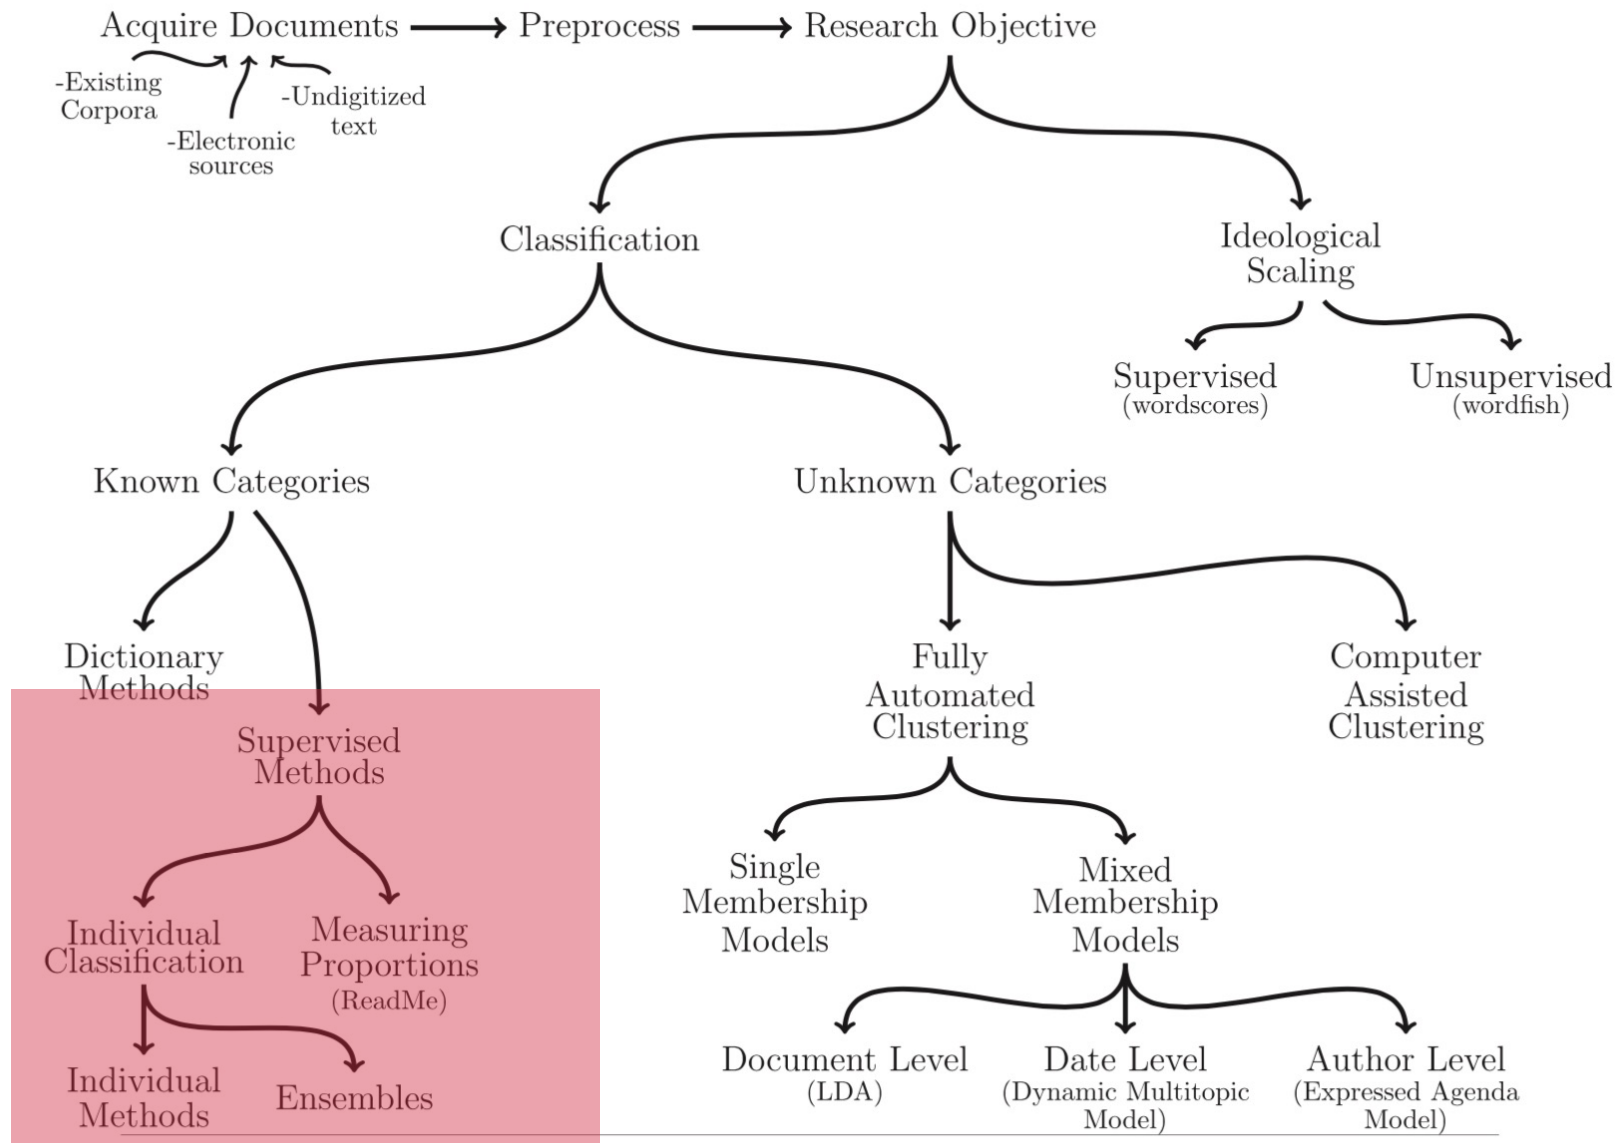 Acquire Documents
Preprocess
Research Objective
-Existing
Corpora
-Electronic
sources
-Undigitized
text
Classification
Ideological
Scaling
Supervised
(wordscores)
Unsupervised
(wordfish)
Known Categories
Unknown Categories
Dictionary
Methods
Supervised
Methods
Fully
Automated
Clustering
Computer
Assisted
Clustering
Individual
Classification
Measuring
Proportions
(ReadMe)
Single
Membership
Models
Mixed
Membership
Models
Individual
Methods
Ensembles
Document Level
(LDA)
Date Level
(Dynamic Multitopic
Model)
Author Level
(Expressed Agenda
Model)